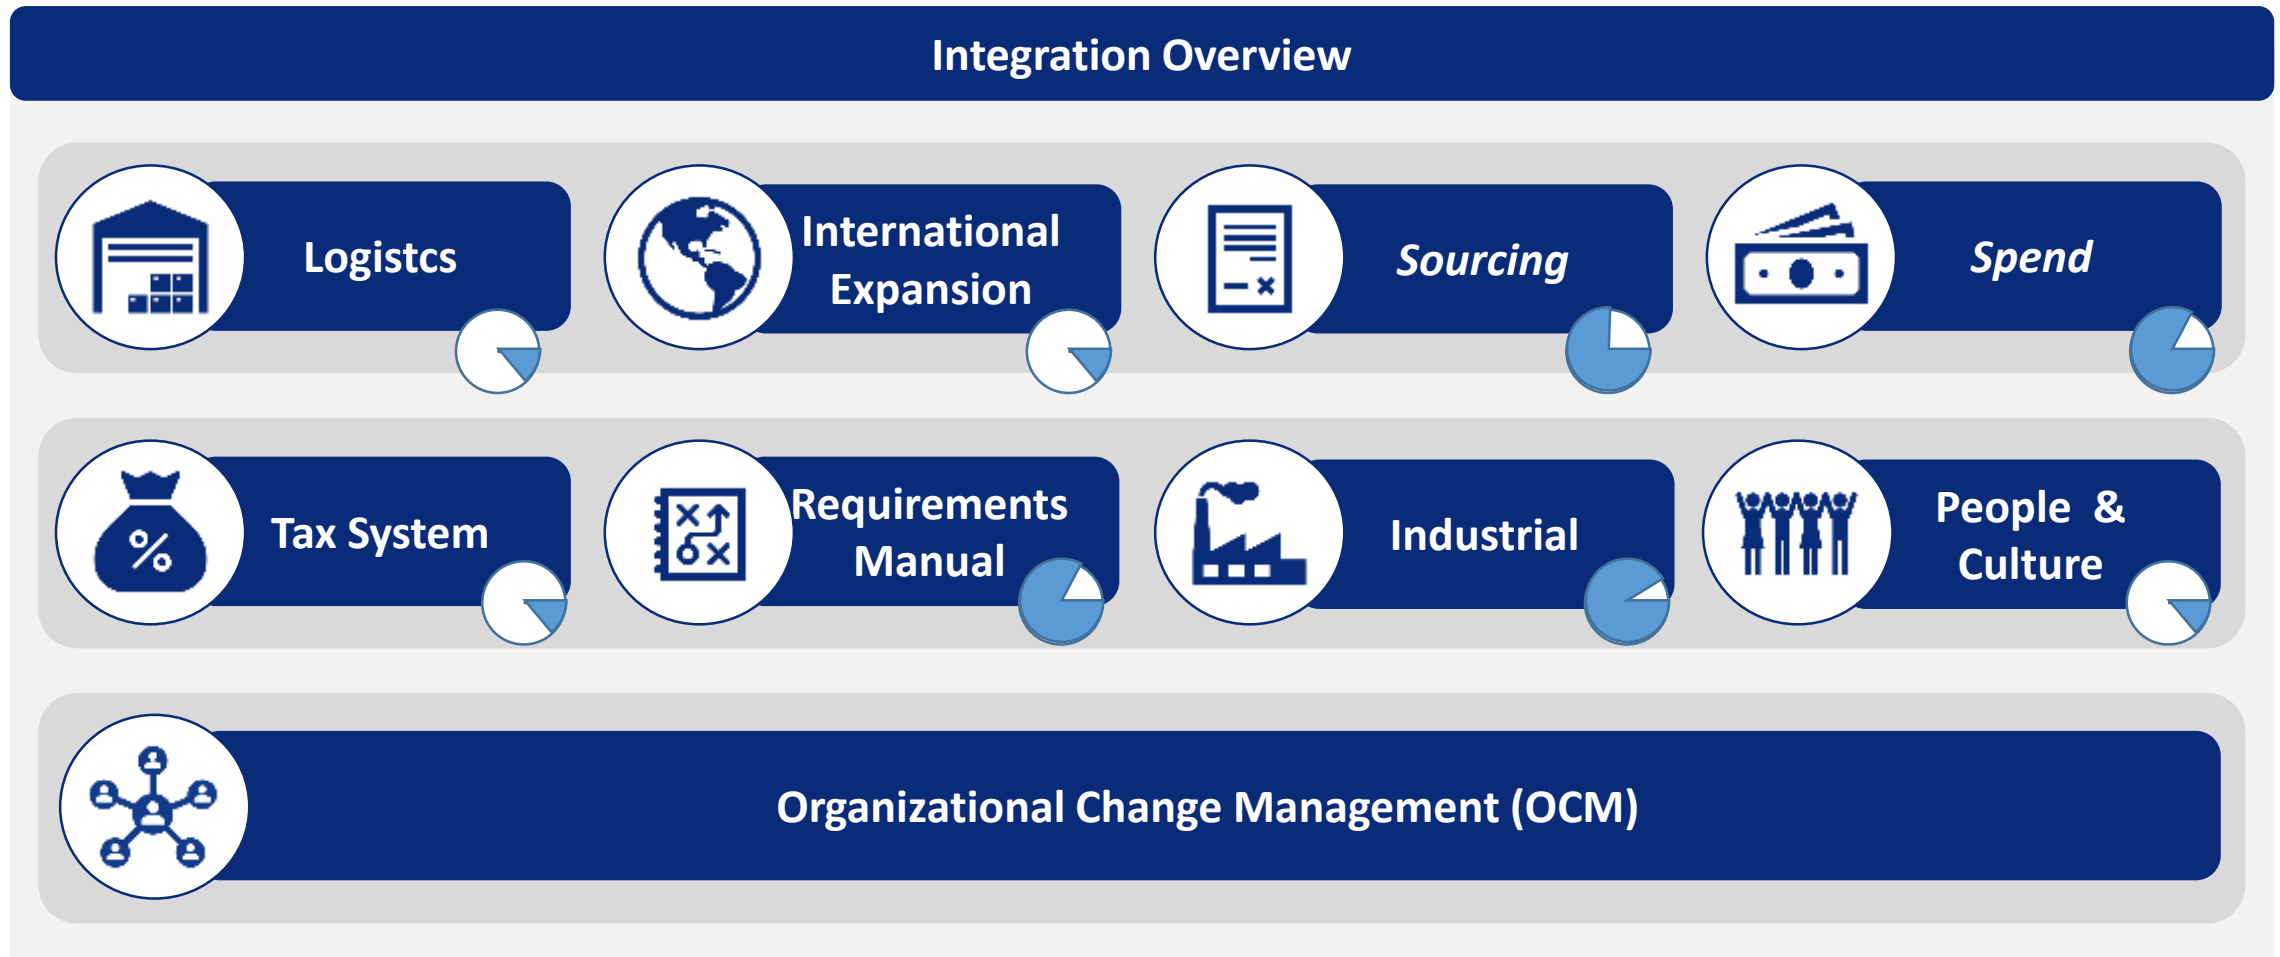 Integration Overview
Logistcs
International
Expansion
Sourcing
Spend
Tax System
Requirements
Manual
Industrial
People & 
Culture
Organizational Change Management (OCM)